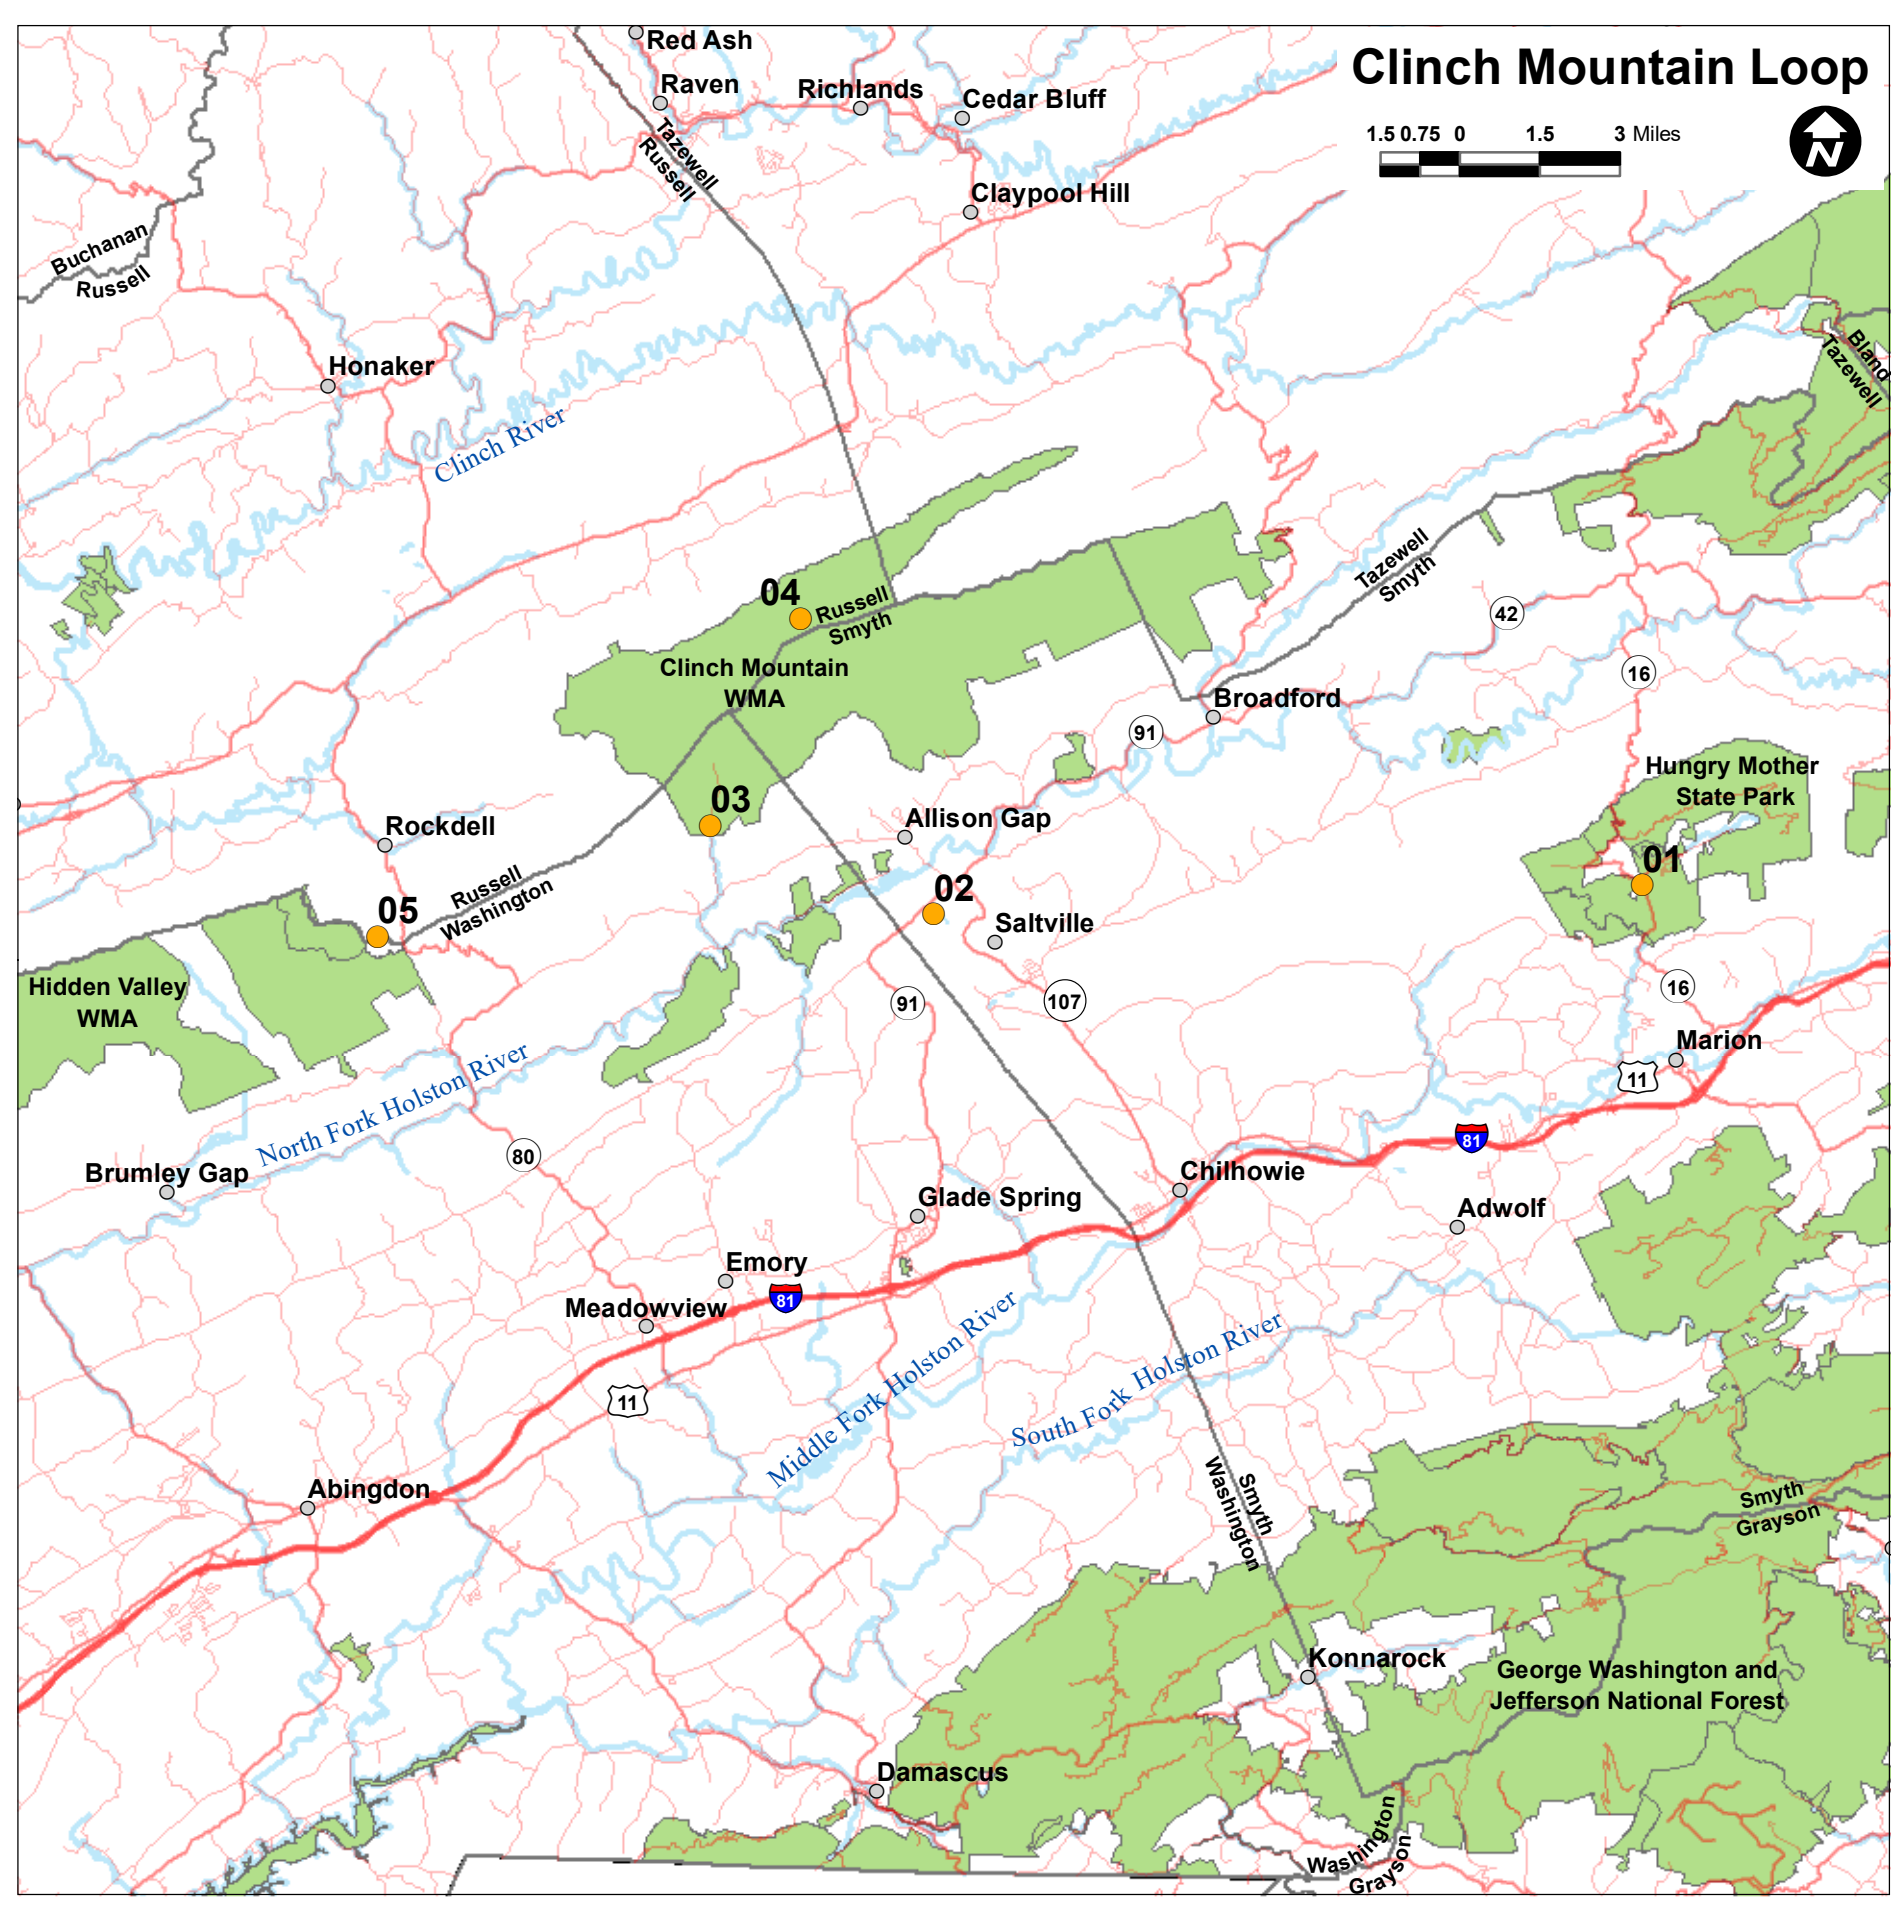 Clinch Mountain Loop
1.5 0.75 0 1.5 3 Miles
N
Red Ash
Raven
Richlands
Cedar Bluff
Tazewell
Russell
Claypool Hill
Buchanan
Russell
Bland
Tazewell
Honaker
Clinch River
Tazewell
Smyth
04
Russell
Smyth
42
Clinch Mountain
WMA
16
Broadford
91
Hungry Mother
State Park
03
Allison Gap
Rockdell
01
Russell
Washington
02
05
Saltville
Hidden Valley
WMA
91
107
16
Marion
11
North Fork Holston River
81
80
Brumley Gap
Chilhowie
Glade Spring
Adwolf
Emory
81
Meadowview
Middle Fork Holston River
South Fork Holston River
11
Abingdon
Smyth
Washington
Smyth
Grayson
Konnarock
George Washington and
Jefferson National Forest
Damascus
Washington
Grayson